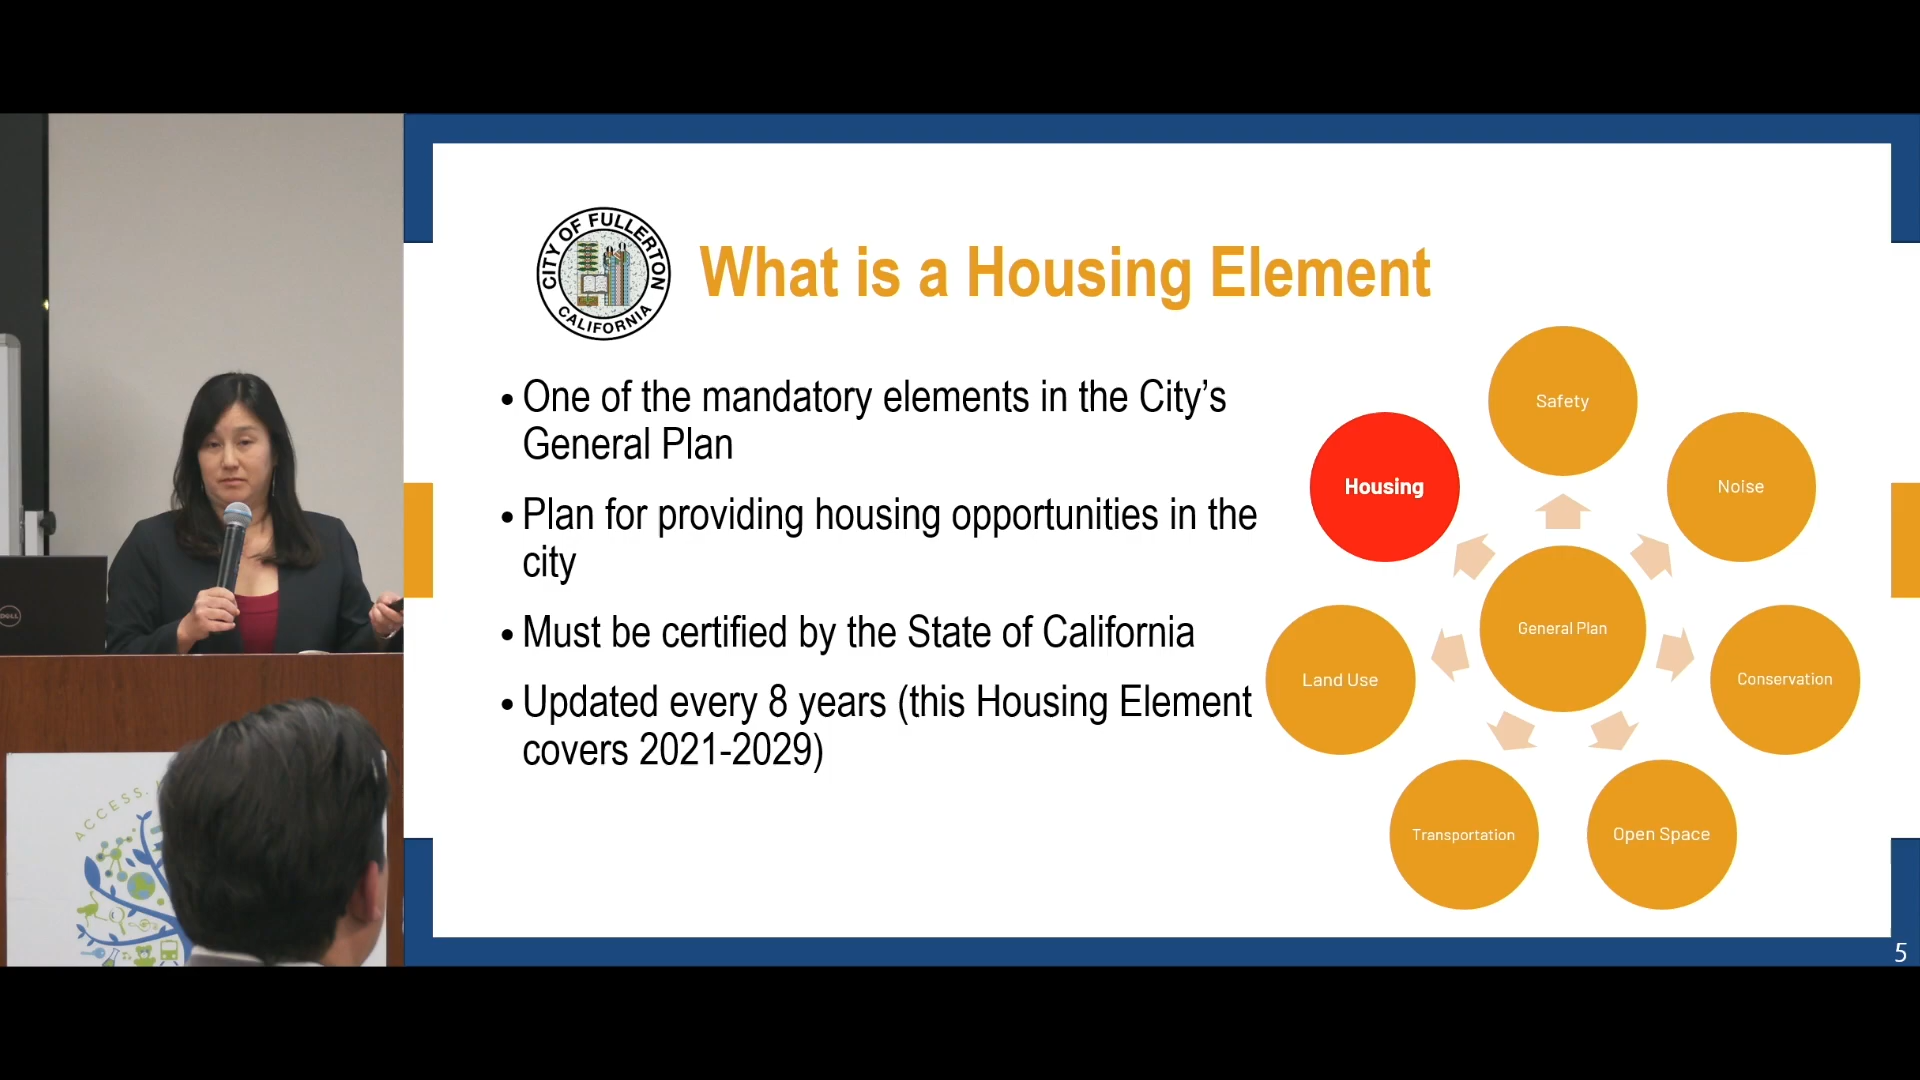 CITY OF FULLERTON
CALIFORNIA
What is a Housing Element
• One of the mandatory elements in the City’s
General Plan
• Plan for providing housing opportunities in the
city
• Must be certified by the State of California
• Updated every 8 years (this Housing Element
covers 2021-2029)
Safety
Housing
Noise
General Plan
Land Use
Conservation
Transportation
Open Space
5
DELL
ACCESS.